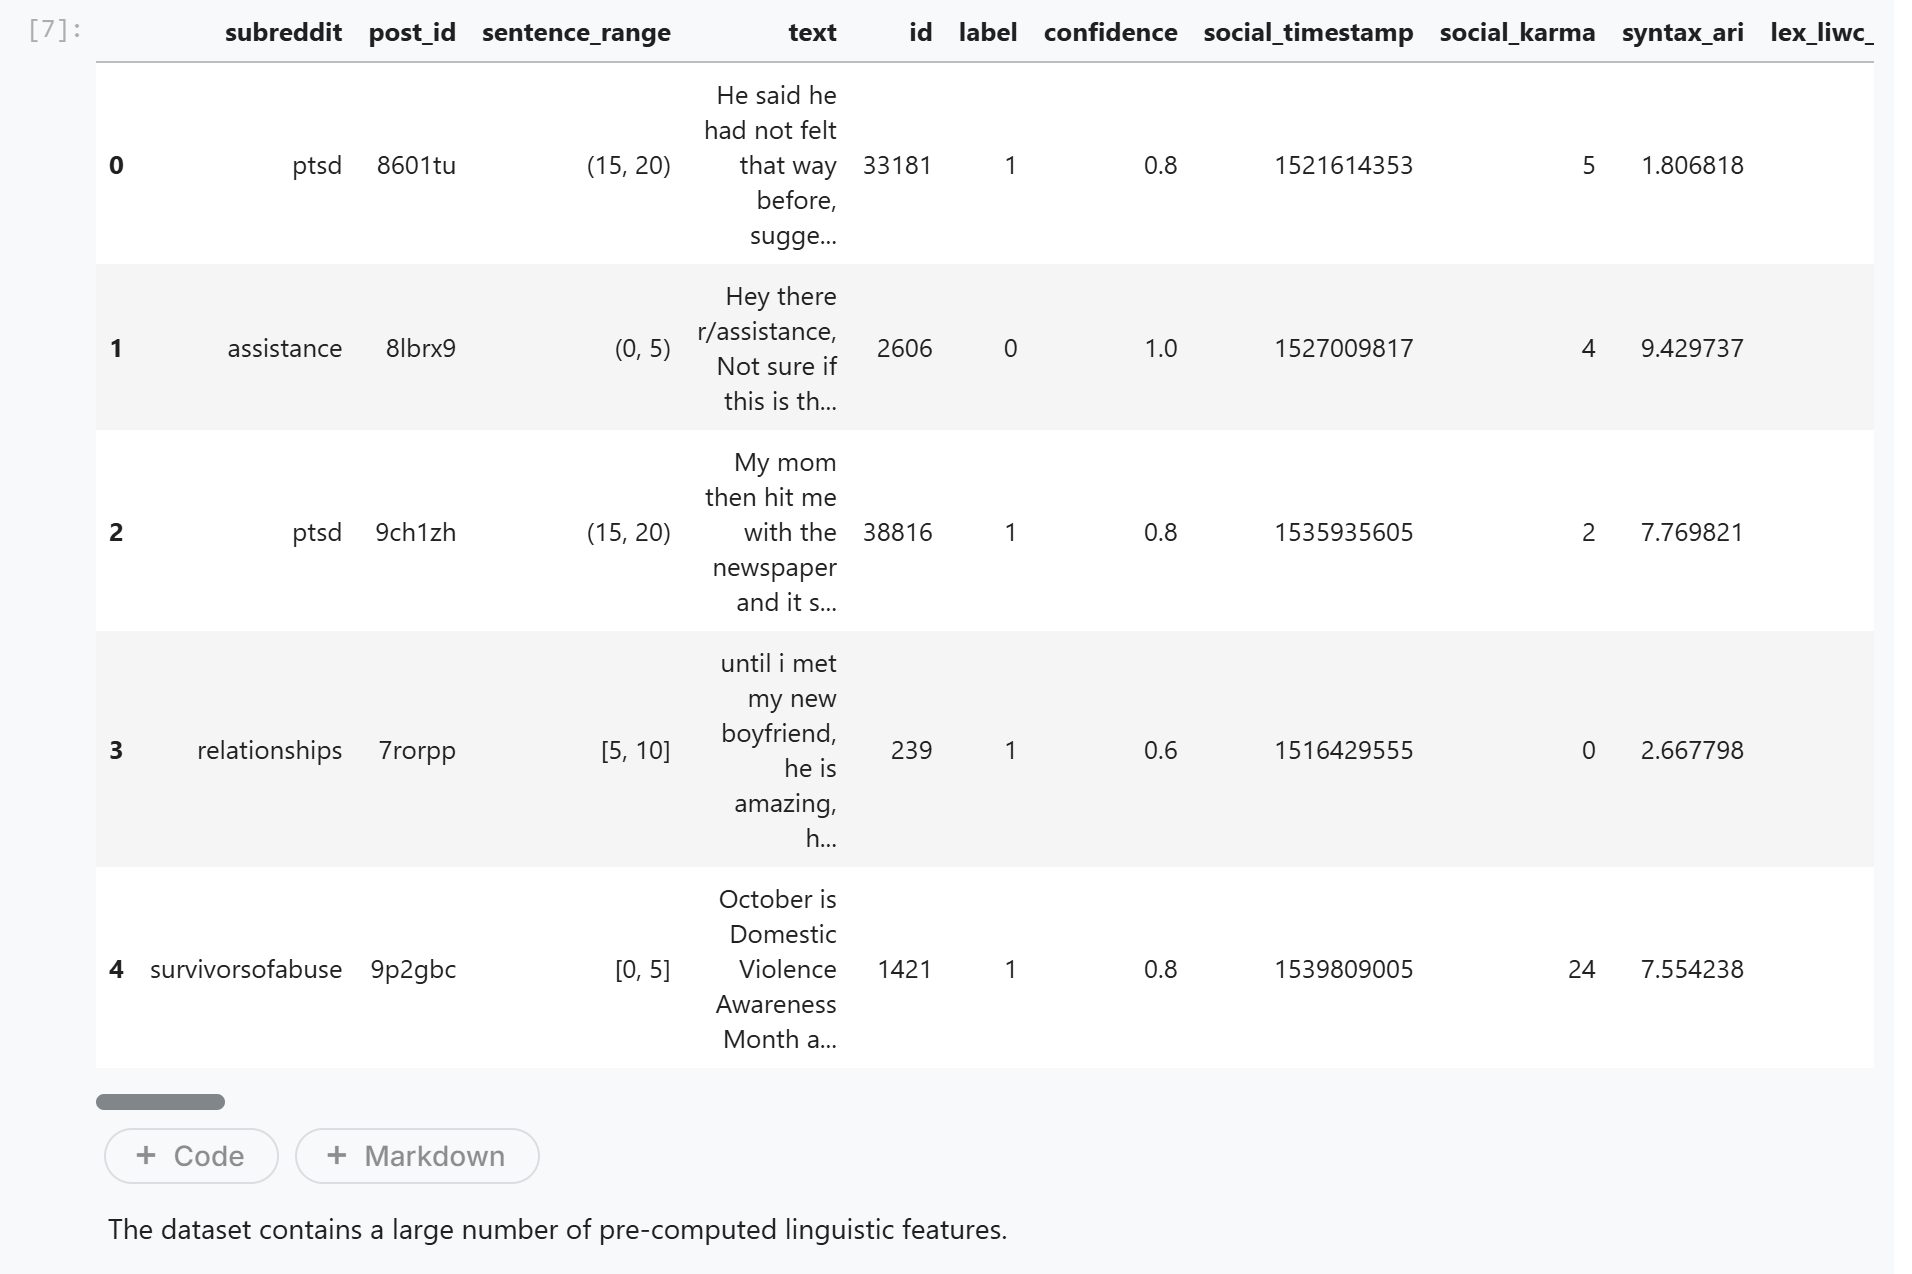 [7]:
subreddit post_id sentence_range text id label confidence social_timestamp social_karma syntax_ari lex_liwc_
0 ptsd 8601tu (15, 20) He said he had not felt that way before, sugge... 33181 1 0.8 1521614353 5 1.806818
1 assistance 8lbrx9 (0, 5) Hey there r/assistance, Not sure if this is th... 2606 0 1.0 1527009817 4 9.429737
2 ptsd 9ch1zh (15, 20) My mom then hit me with the newspaper and it s... 38816 1 0.8 1535935605 2 7.769821
3 relationships 7rorpp [5, 10] until i met my new boyfriend, he is amazing, h... 239 1 0.6 1516429555 0 2.667798
4 survivorsofabuse 9p2gbc [0, 5] October is Domestic Violence Awareness Month a... 1421 1 0.8 1539809005 24 7.554238
+ Code + Markdown
The dataset contains a large number of pre-computed linguistic features.